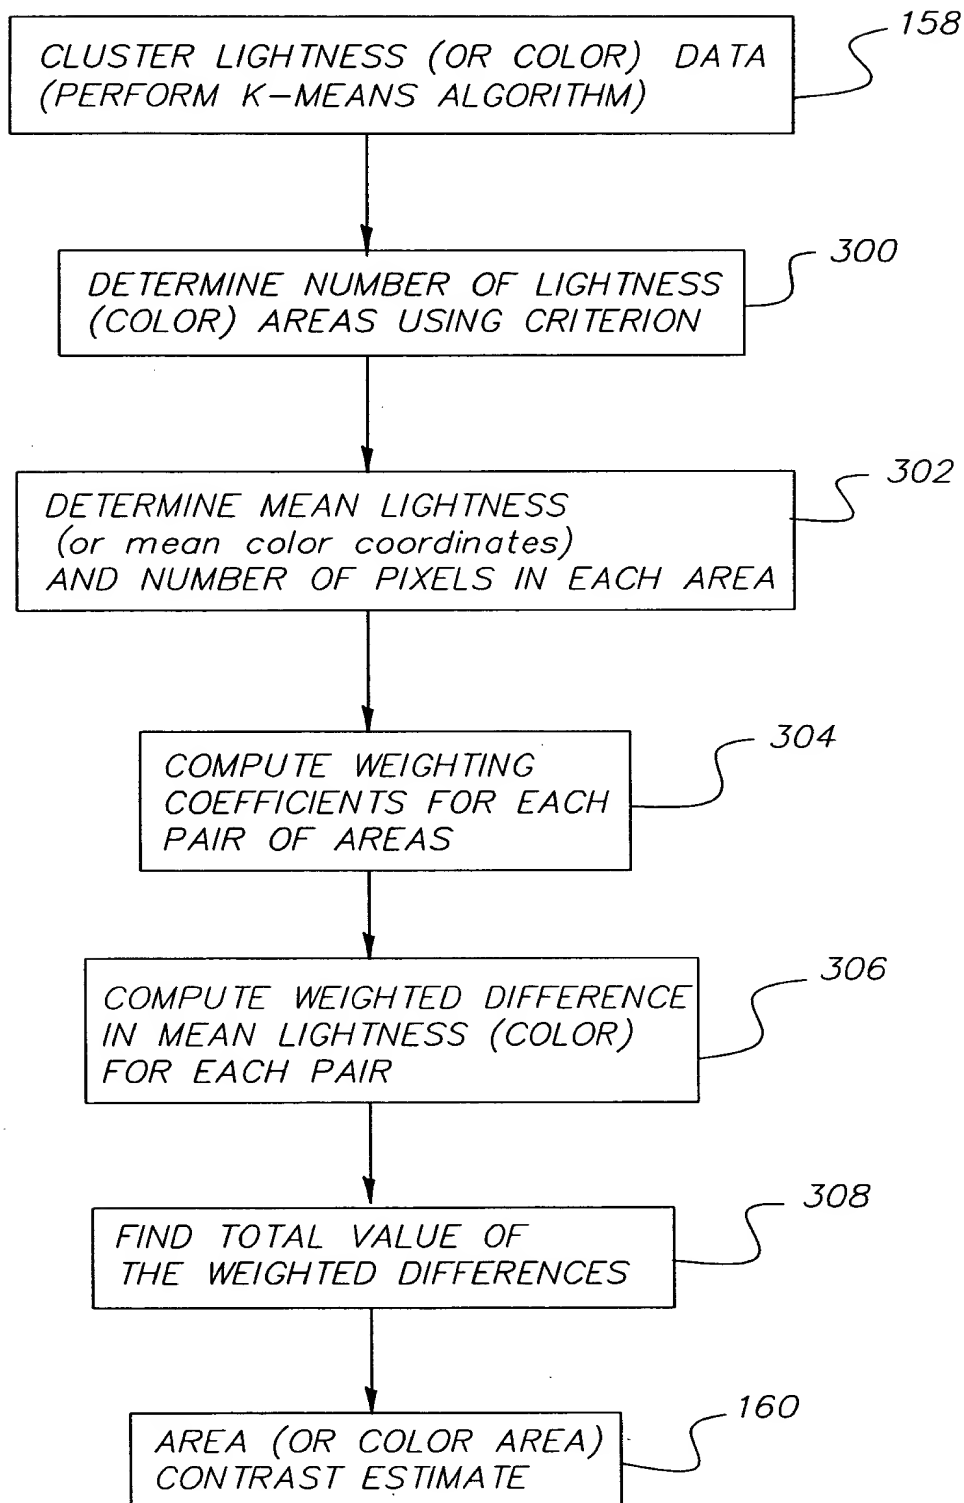 158
CLUSTER LIGHTNESS (OR COLOR) DATA
(PERFORM K-MEANS ALGORITHM)
300
DETERMINE NUMBER OF LIGHTNESS
(COLOR) AREAS USING CRITERION
302
DETERMINE MEAN LIGHTNESS
(or mean color coordinates)
AND NUMBER OF PIXELS IN EACH AREA
304
COMPUTE WEIGHTING
COEFFICIENTS FOR EACH
PAIR OF AREAS
306
COMPUTE WEIGHTED DIFFERENCE
IN MEAN LIGHTNESS (COLOR)
FOR EACH PAIR
308
FIND TOTAL VALUE OF
THE WEIGHTED DIFFERENCES
160
AREA (OR COLOR AREA)
CONTRAST ESTIMATE